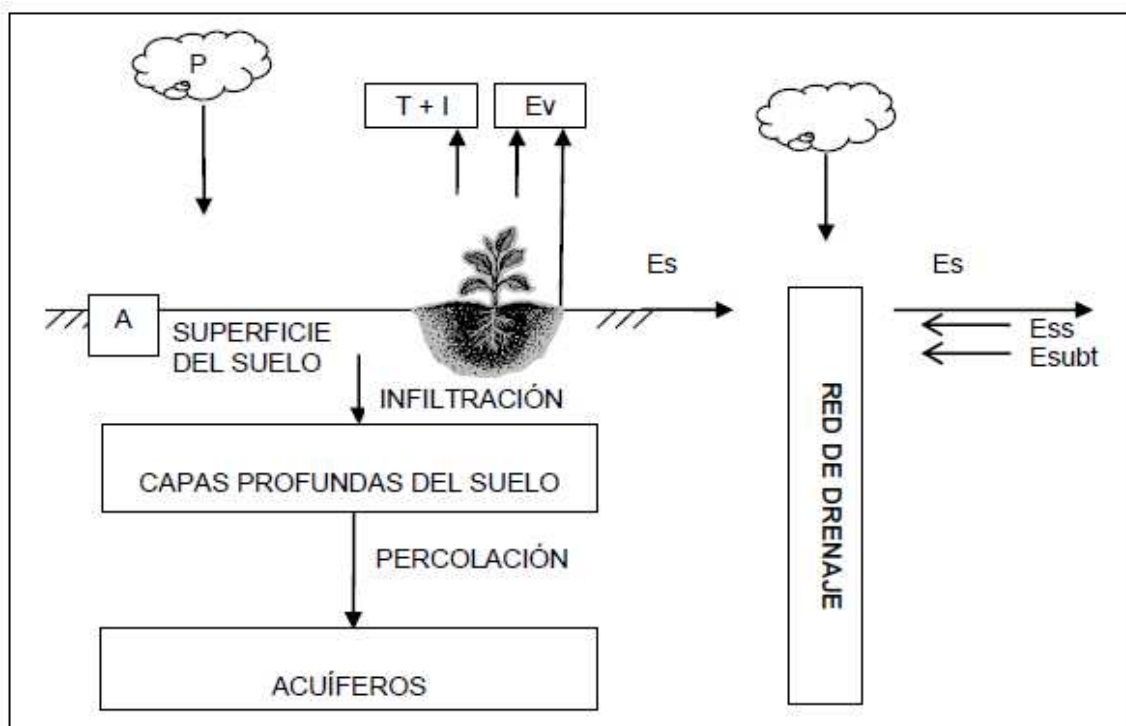 P
T + I
Ev
Es
Es
A
SUPERFICIE
DEL SUELO
Ess
Esubt
INFILTRACIÓN
CAPAS PROFUNDAS DEL SUELO
PERCOLACIÓN
ACUÍFEROS
RED DE DRENAJE